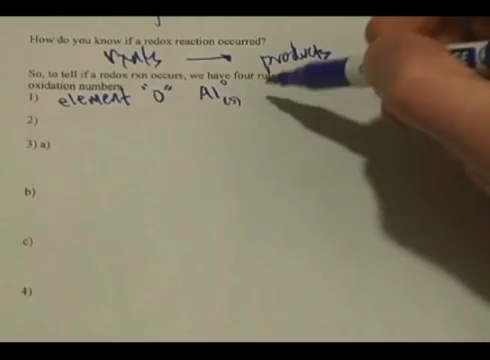 How do you know if a redox reaction occurred?
rxnts → products
So, to tell if a redox rxn occurs, we have four
oxidation numbers
1) element "0" Al⁰(s)
2)
3) a)
b)
c)
4)